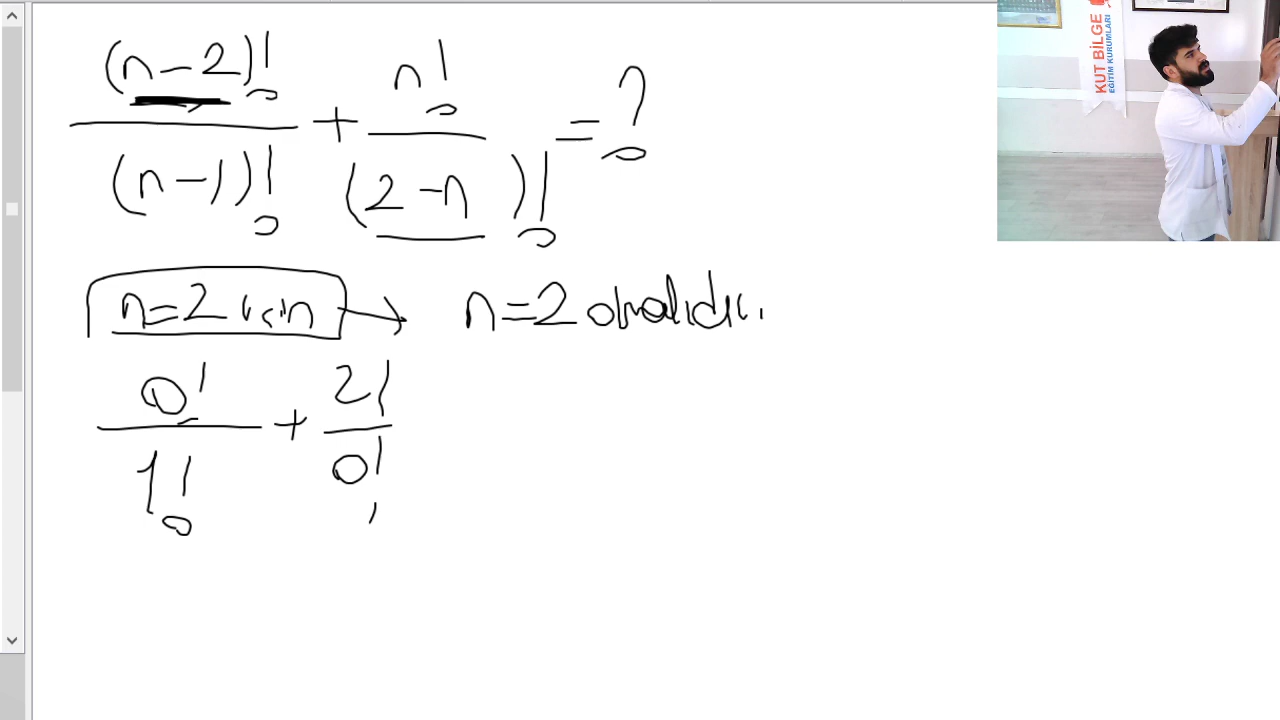 (n-2)!/(n-1)! + n!/(2-n)! = ?
n=2 için → n=2 olmalıdır.
0!/1! + 2!/0!
KUT BİLGE
EĞİTİM KURUMLARI